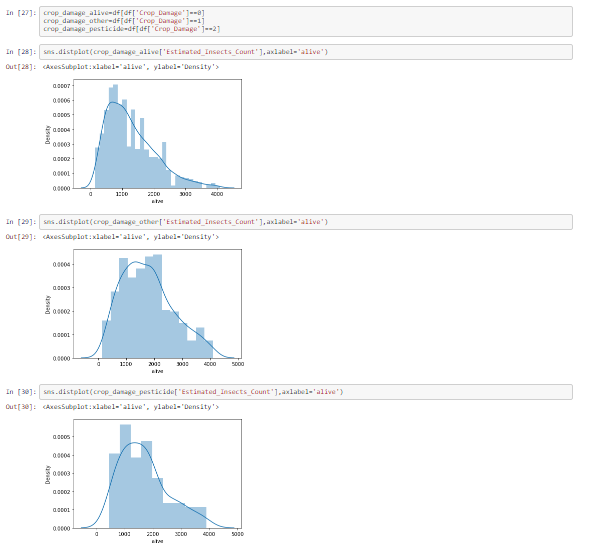 In [27]: crop_damage_alive=df[df['Crop_Damage']==0]
crop_damage_other=df[df['Crop_Damage']==1]
crop_damage_pesticide=df[df['Crop_Damage']==2]
In [28]: sns.distplot(crop_damage_alive['Estimated_Insects_Count'],axlabel='alive')
Out[28]: <AxesSubplot:xlabel='alive', ylabel='Density'>
0.0007
0.0006
0.0005
0.0004
0.0003
0.0002
0.0001
0.0000
Density
0 1000 2000 3000 4000
alive
In [29]: sns.distplot(crop_damage_other['Estimated_Insects_Count'],axlabel='alive')
Out[29]: <AxesSubplot:xlabel='alive', ylabel='Density'>
0.0004
0.0003
0.0002
0.0001
0.0000
Density
0 1000 2000 3000 4000 5000
alive
In [30]: sns.distplot(crop_damage_pesticide['Estimated_Insects_Count'],axlabel='alive')
Out[30]: <AxesSubplot:xlabel='alive', ylabel='Density'>
0.0005
0.0004
0.0003
0.0002
0.0001
0.0000
Density
0 1000 2000 3000 4000 5000
alive